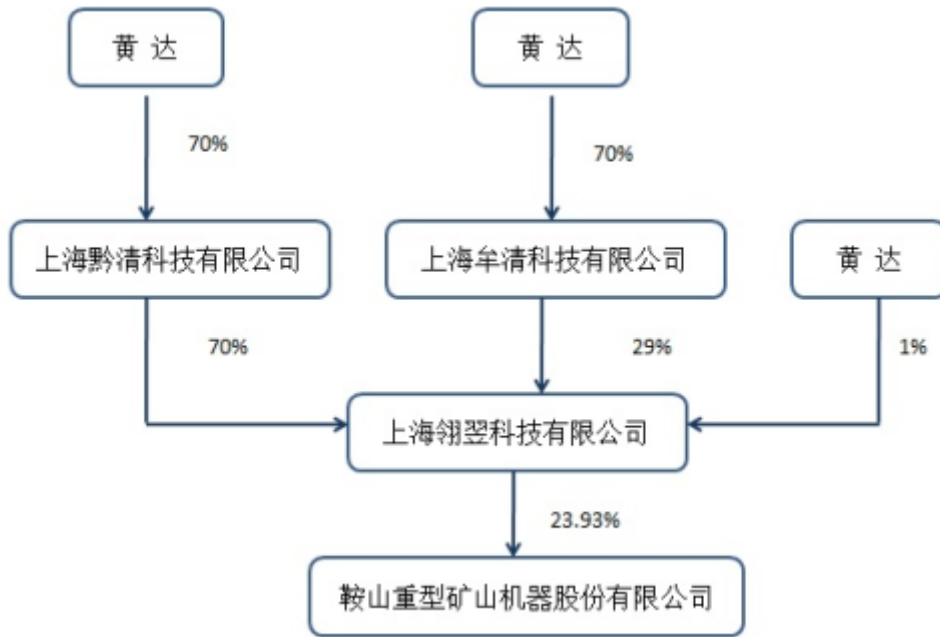 黄 达
黄 达
70%
70%
上海黔清科技有限公司
上海牟清科技有限公司
黄 达
70%
29%
1%
上海翎翌科技有限公司
23.93%
鞍山重型矿山机器股份有限公司